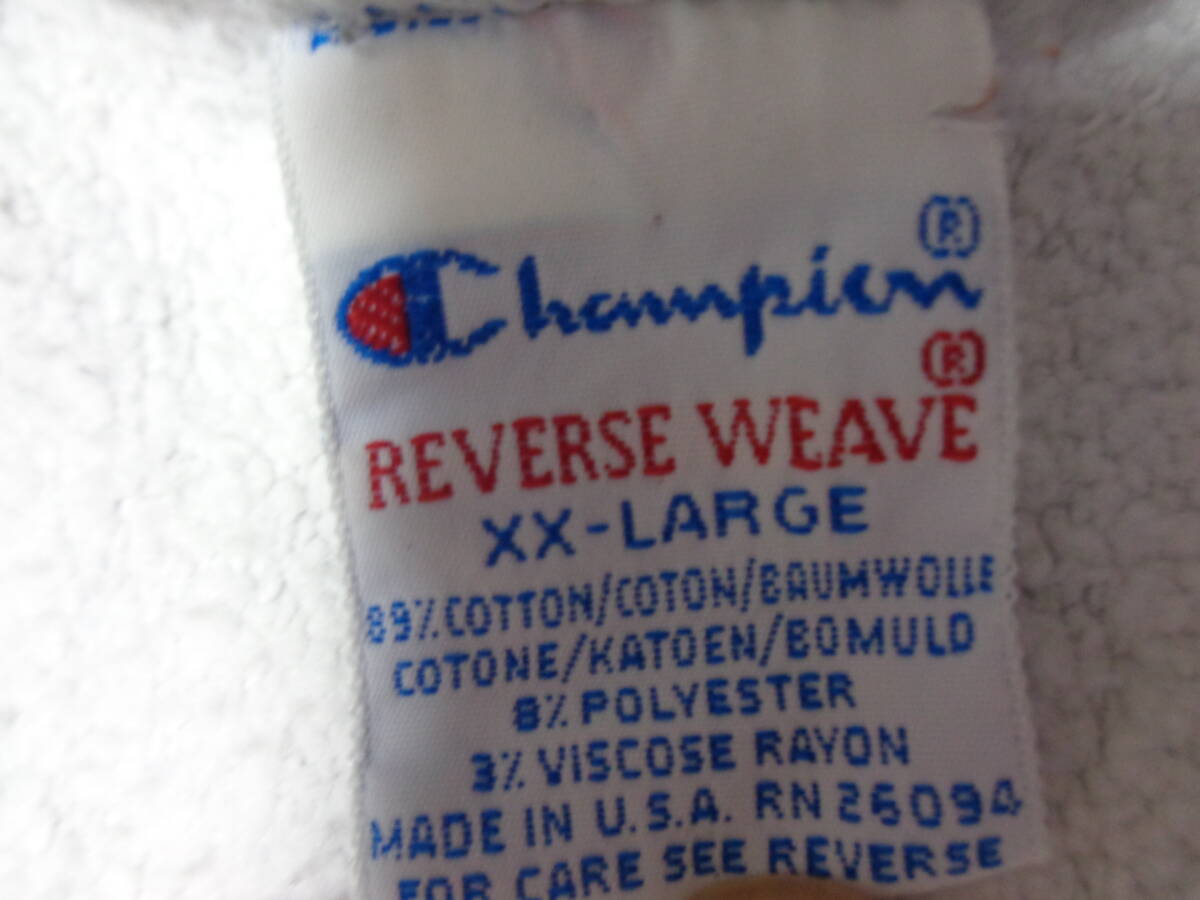 Champion®
REVERSE WEAVE®
XX-LARGE
89% COTTON/COTON/BAUMWOLLE
COTONE/KATOEN/BOMULD
8% POLYESTER
3% VISCOSE RAYON
MADE IN U.S.A. RN 26094
FOR CARE SEE REVERSE